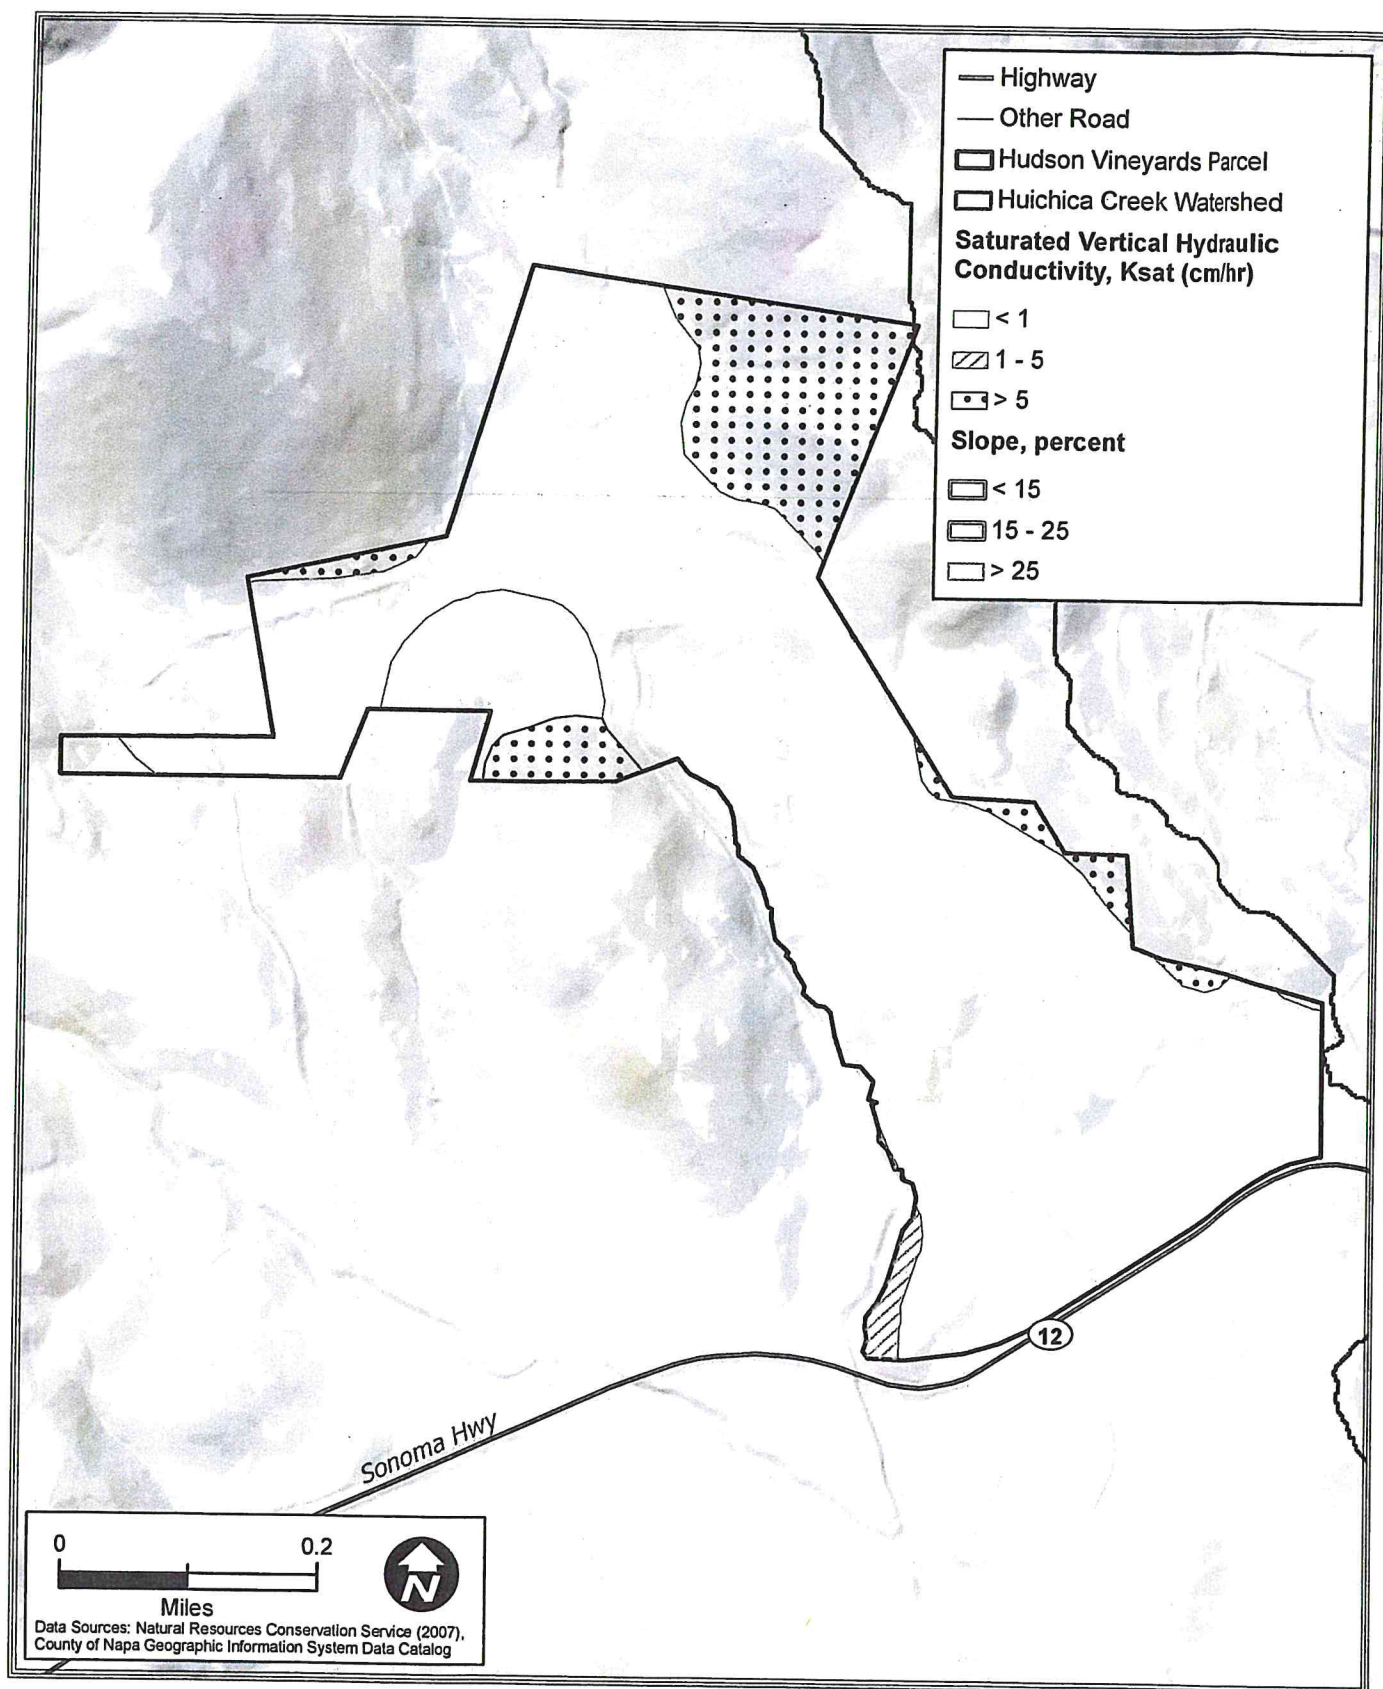 Highway
Other Road
Hudson Vineyards Parcel
Huichica Creek Watershed
Saturated Vertical Hydraulic
Conductivity, Ksat (cm/hr)
< 1
1 - 5
> 5
Slope, percent
< 15
15 - 25
> 25
12
Sonoma Hwy
0 0.2
N
Miles
Data Sources: Natural Resources Conservation Service (2007),
County of Napa Geographic Information System Data Catalog